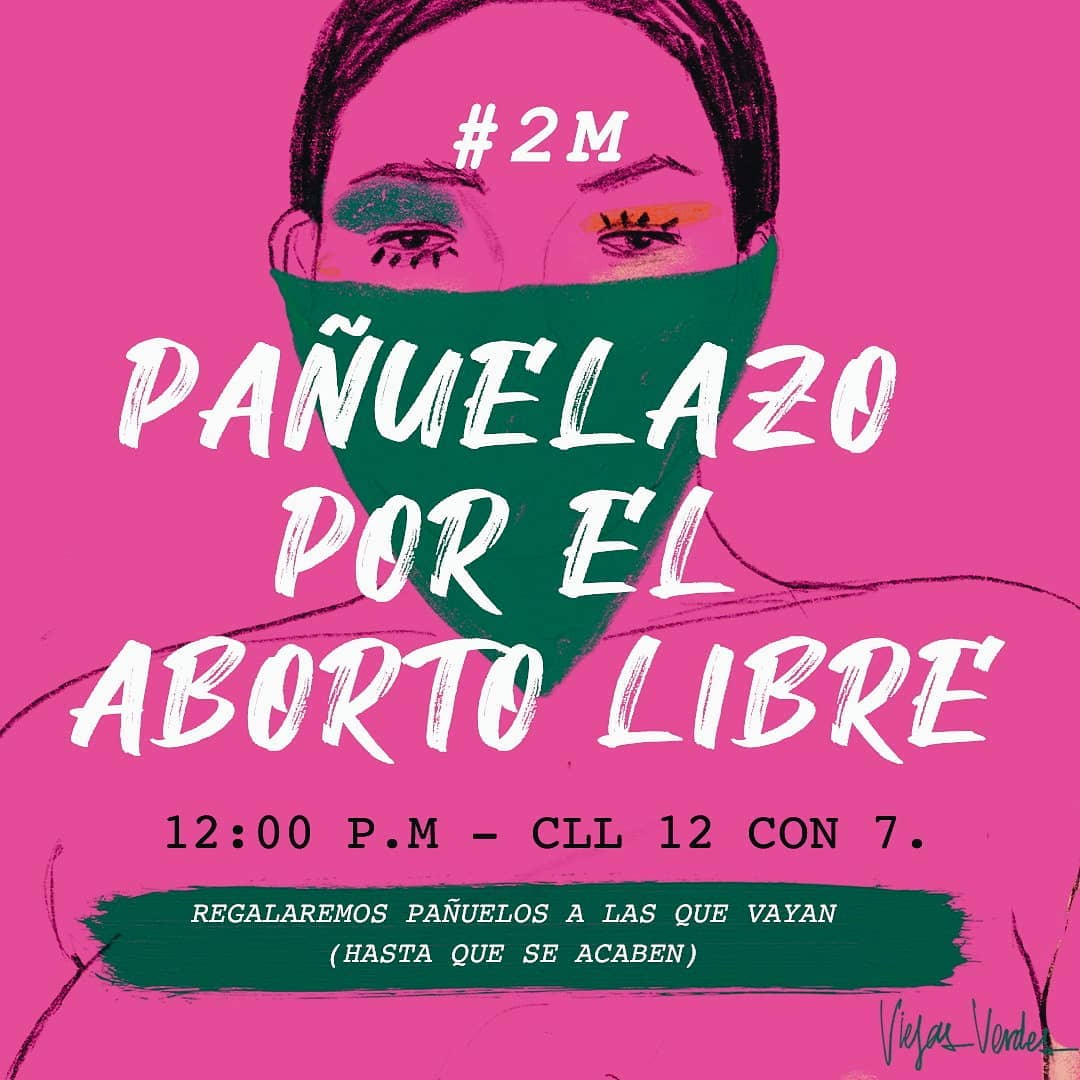 #2M
PAÑUELAZO
POR EL
ABORTO LIBRE
12:00 P.M – CLL 12 CON 7.
REGALAREMOS PAÑUELOS A LAS QUE VAYAN
(HASTA QUE SE ACABEN)
Viejas_Verdes_